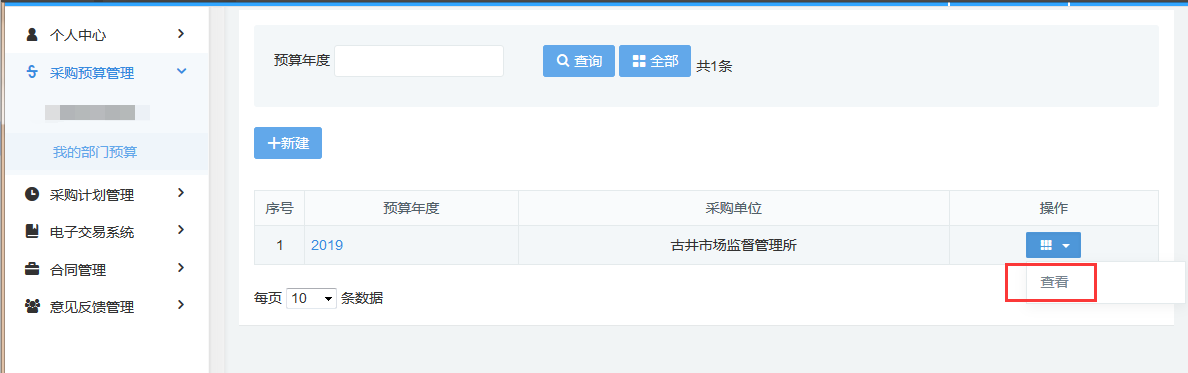 个人中心
采购预算管理
我的部门预算
采购计划管理
电子交易系统
合同管理
意见反馈管理
预算年度 查询 全部 共1条
新建
序号 预算年度 采购单位 操作
1 2019 古井市场监督管理所
查看
每页 10 条数据